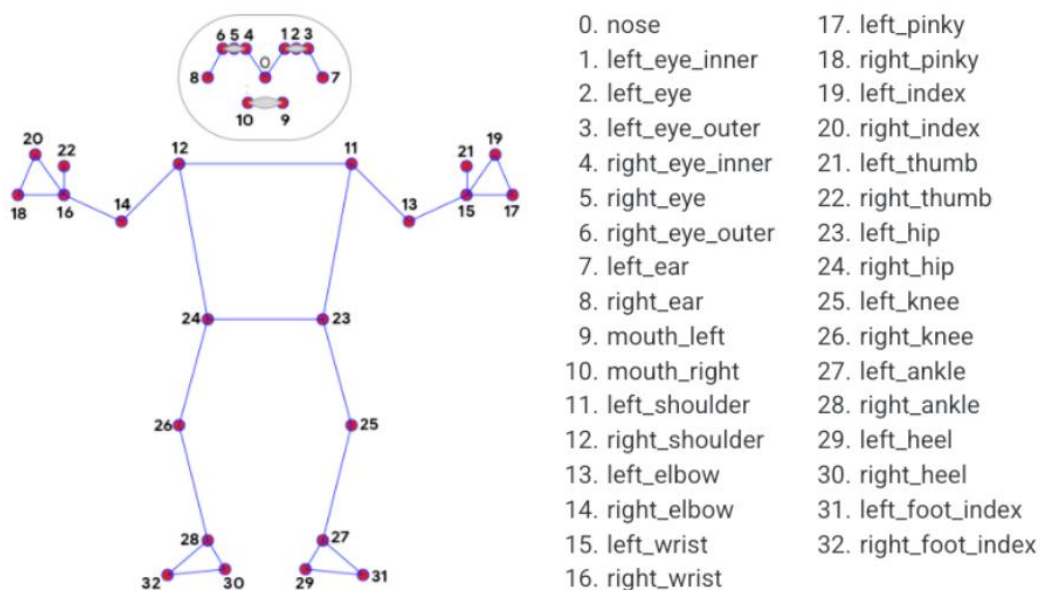 6 5 4 1 2 3
0
8 7
10 9
20 22 12 11 21 19
18 16 14 13 15 17
24 23
26 25
28 27
32 30 29 31
0. nose
1. left_eye_inner
2. left_eye
3. left_eye_outer
4. right_eye_inner
5. right_eye
6. right_eye_outer
7. left_ear
8. right_ear
9. mouth_left
10. mouth_right
11. left_shoulder
12. right_shoulder
13. left_elbow
14. right_elbow
15. left_wrist
16. right_wrist
17. left_pinky
18. right_pinky
19. left_index
20. right_index
21. left_thumb
22. right_thumb
23. left_hip
24. right_hip
25. left_knee
26. right_knee
27. left_ankle
28. right_ankle
29. left_heel
30. right_heel
31. left_foot_index
32. right_foot_index